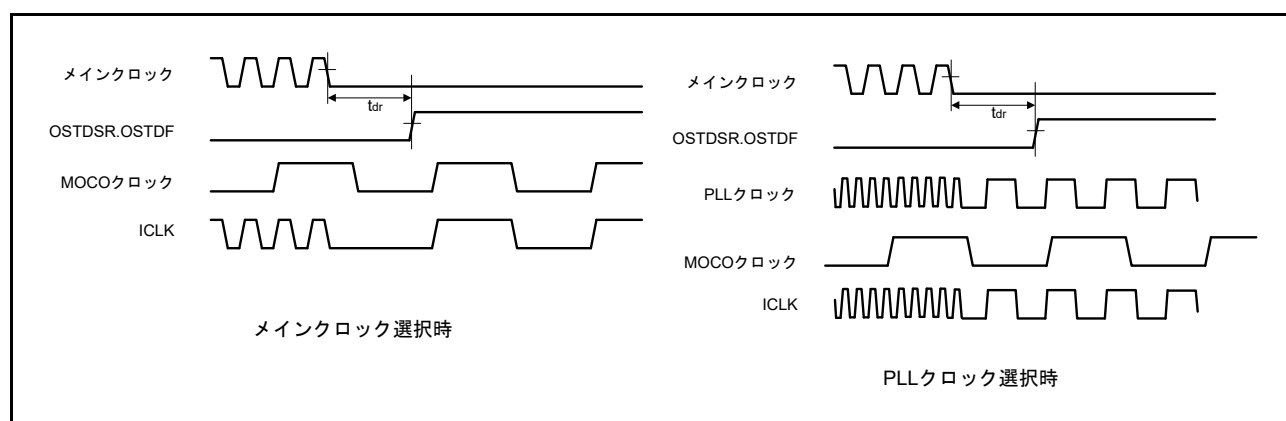 メインクロック
tdr
OSTDSR.OSTDF
MOCOクロック
ICLK
メインクロック選択時
メインクロック
tdr
OSTDSR.OSTDF
PLLクロック
MOCOクロック
ICLK
PLLクロック選択時